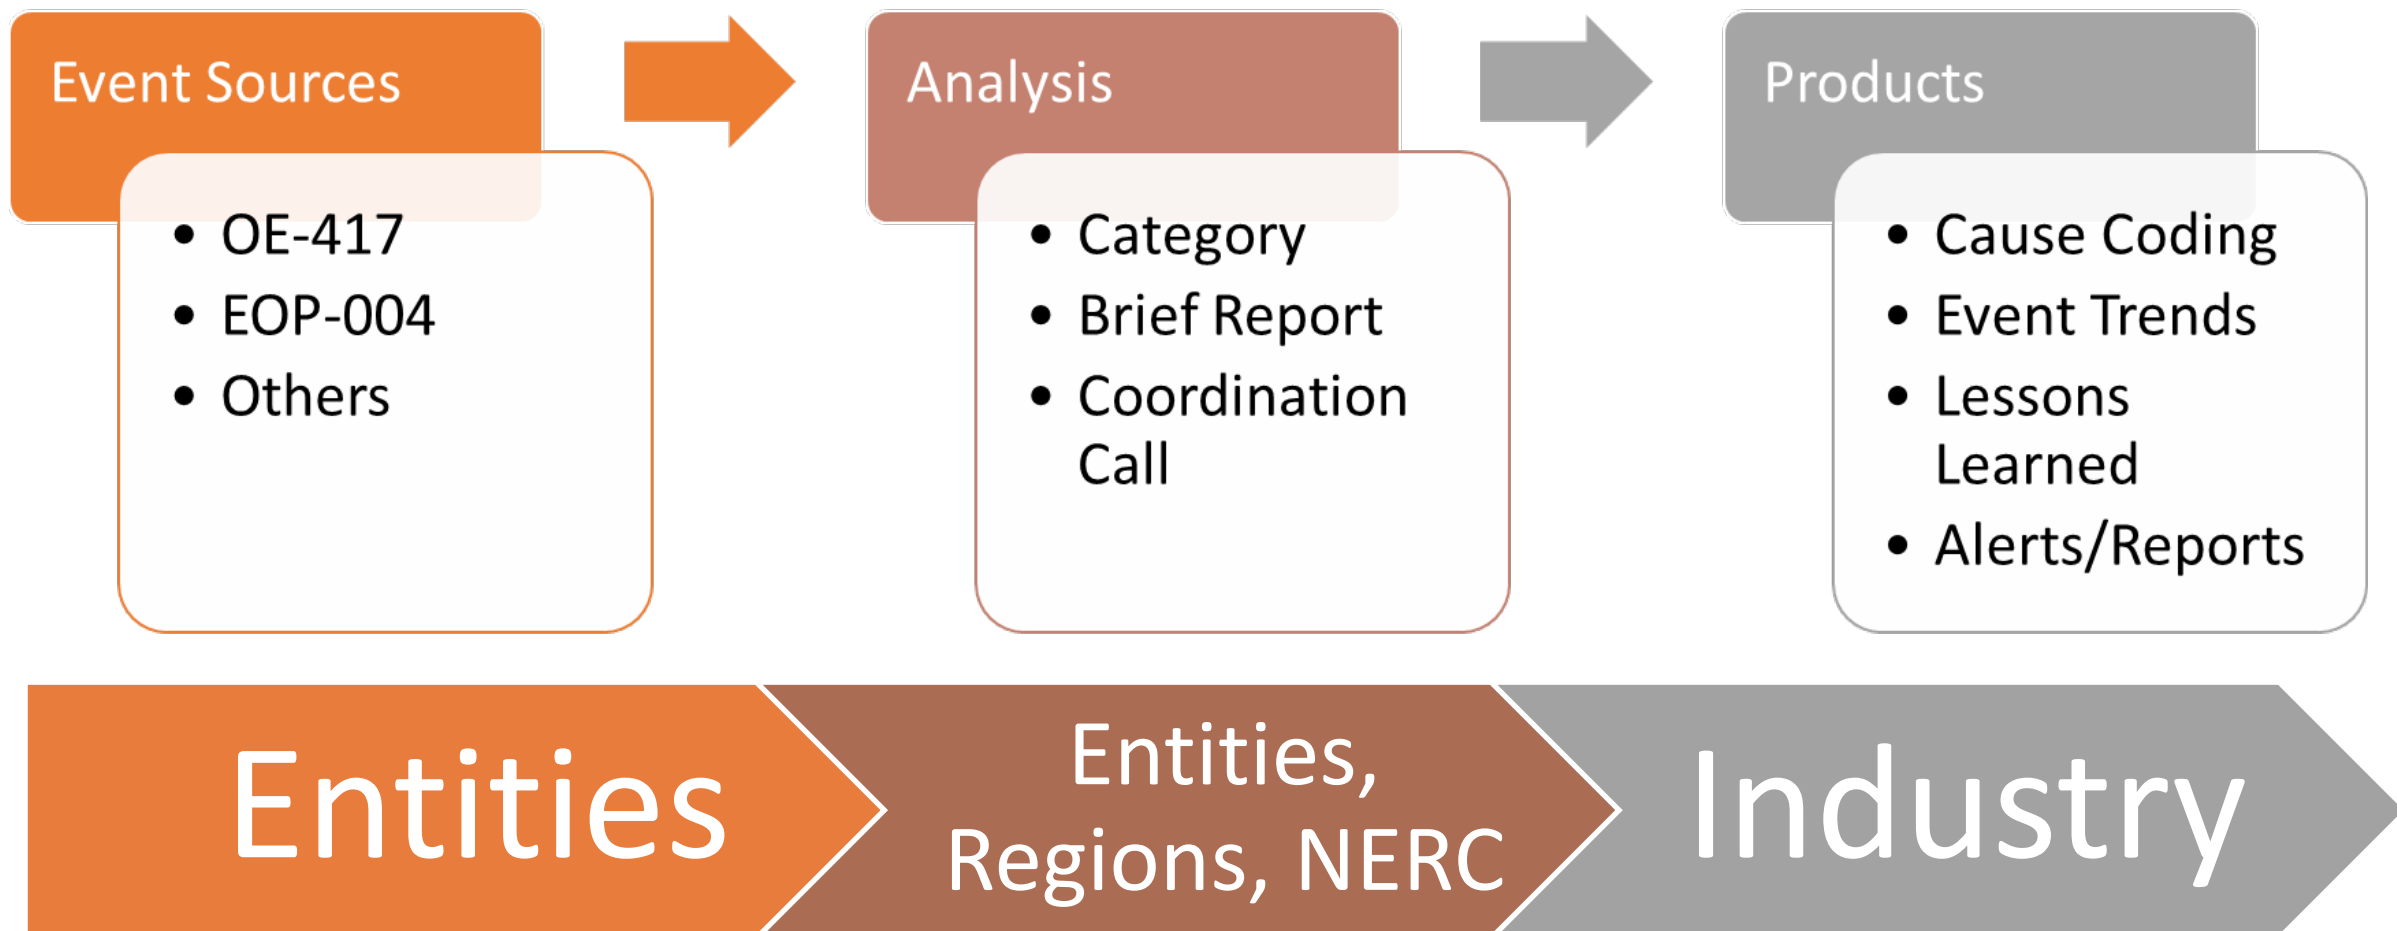 Event Sources
• OE-417
• EOP-004
• Others
Analysis
• Category
• Brief Report
• Coordination
Call
Products
• Cause Coding
• Event Trends
• Lessons
Learned
• Alerts/Reports
Entities
Entities,
Regions, NERC
Industry